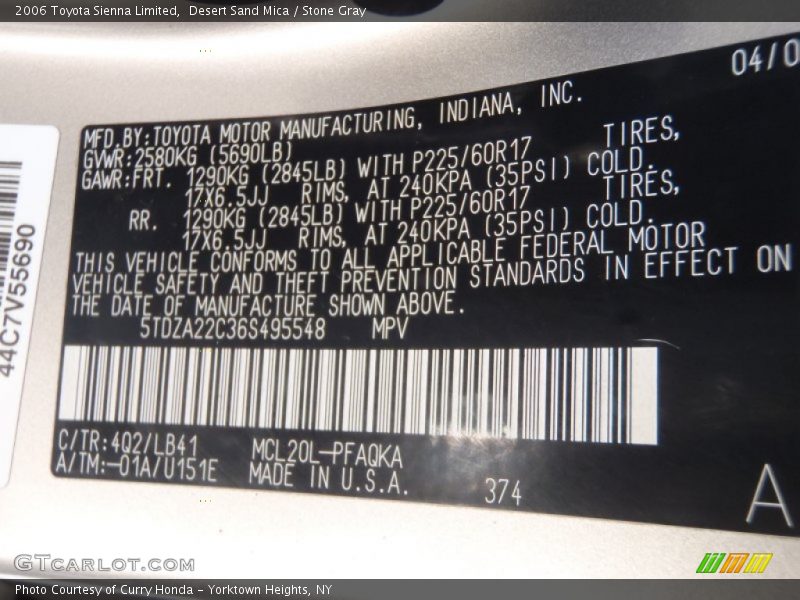 2006 Toyota Sienna Limited,  Desert Sand Mica / Stone Gray
04/0
MFD.BY:TOYOTA MOTOR MANUFACTURING, INDIANA, INC.
GVWR:2580KG (5690LB)
GAWR:FRT. 1290KG (2845LB) WITH P225/60R17 TIRES,
17X6.5JJ RIMS, AT 240KPA (35PSI) COLD.
RR. 1290KG (2845LB) WITH P225/60R17 TIRES,
17X6.5JJ RIMS, AT 240KPA (35PSI) COLD.
THIS VEHICLE CONFORMS TO ALL APPLICABLE FEDERAL MOTOR
VEHICLE SAFETY AND THEFT PREVENTION STANDARDS IN EFFECT ON
THE DATE OF MANUFACTURE SHOWN ABOVE.
5TDZA22C36S495548 MPV
C/TR:4Q2/LB41 MCL20L-PFAQKA
A/TM:-01A/U151E MADE IN U.S.A.
374
A
44C7V55690
GTCARLOT.COM
Photo Courtesy of Curry Honda - Yorktown Heights, NY